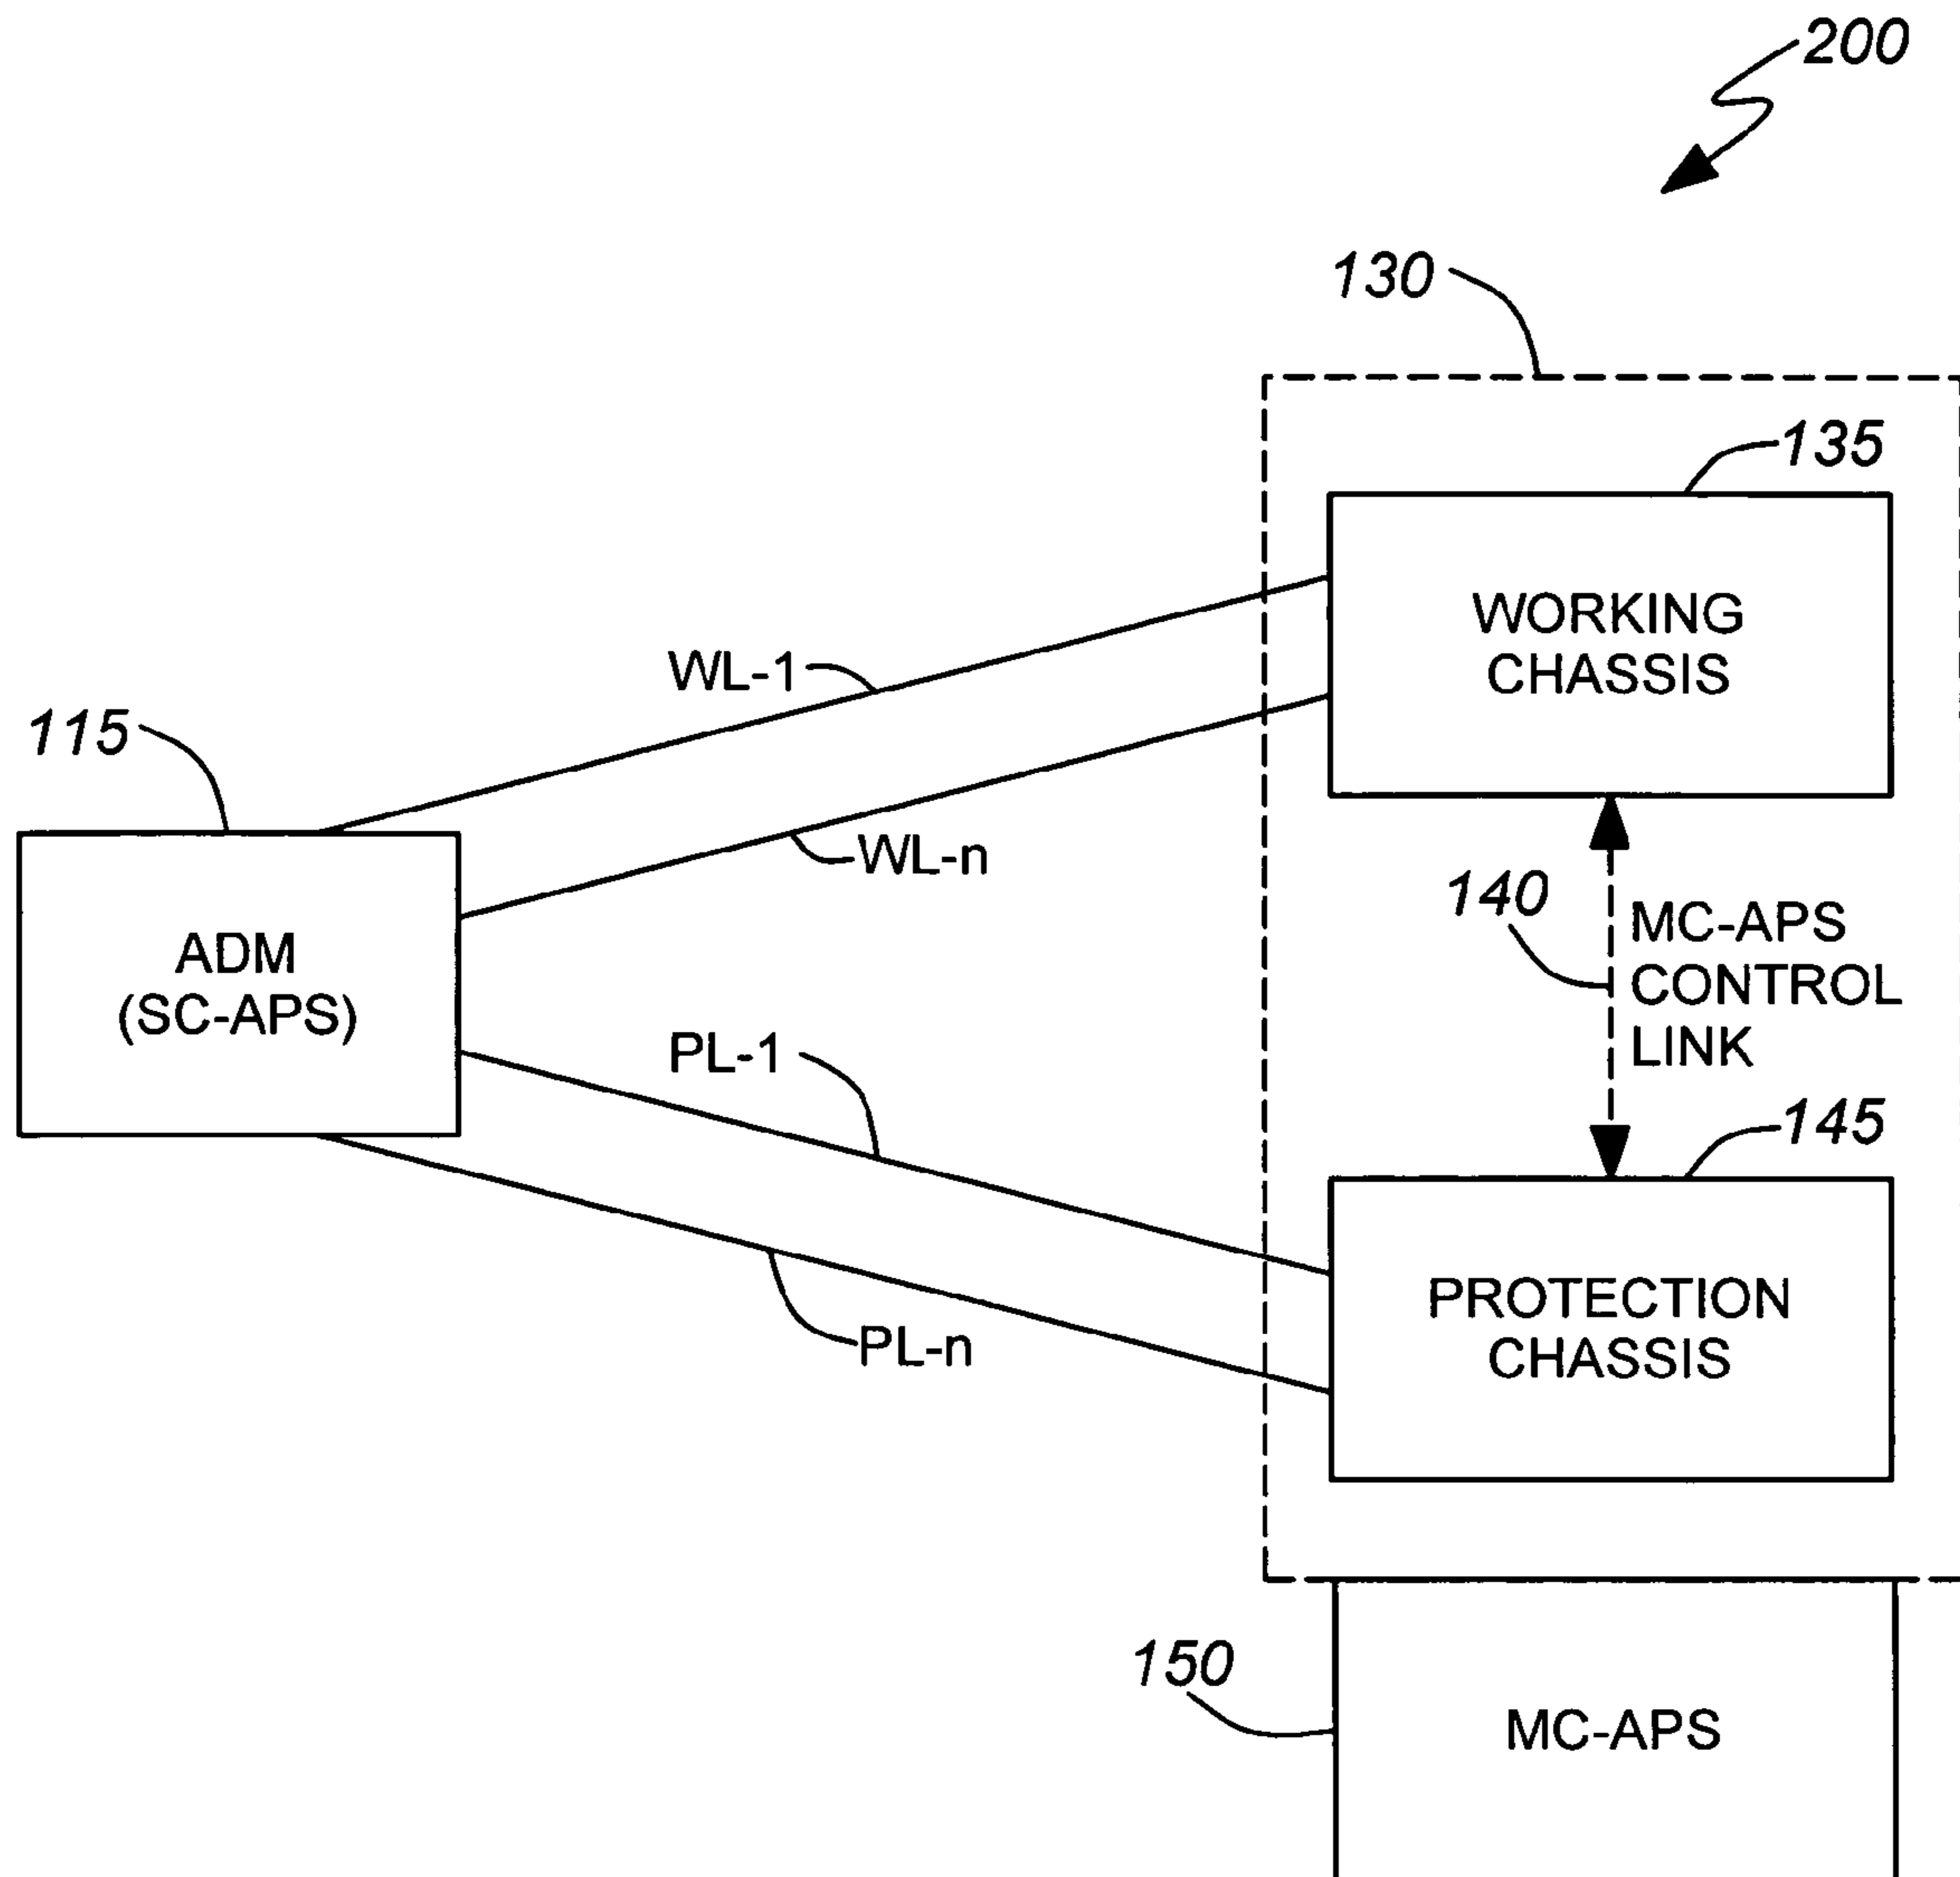 200
130
135
WORKING
CHASSIS
WL-1
115
WL-n
140
MC-APS
CONTROL
LINK
ADM
(SC-APS)
PL-1
145
PROTECTION
CHASSIS
PL-n
150
MC-APS